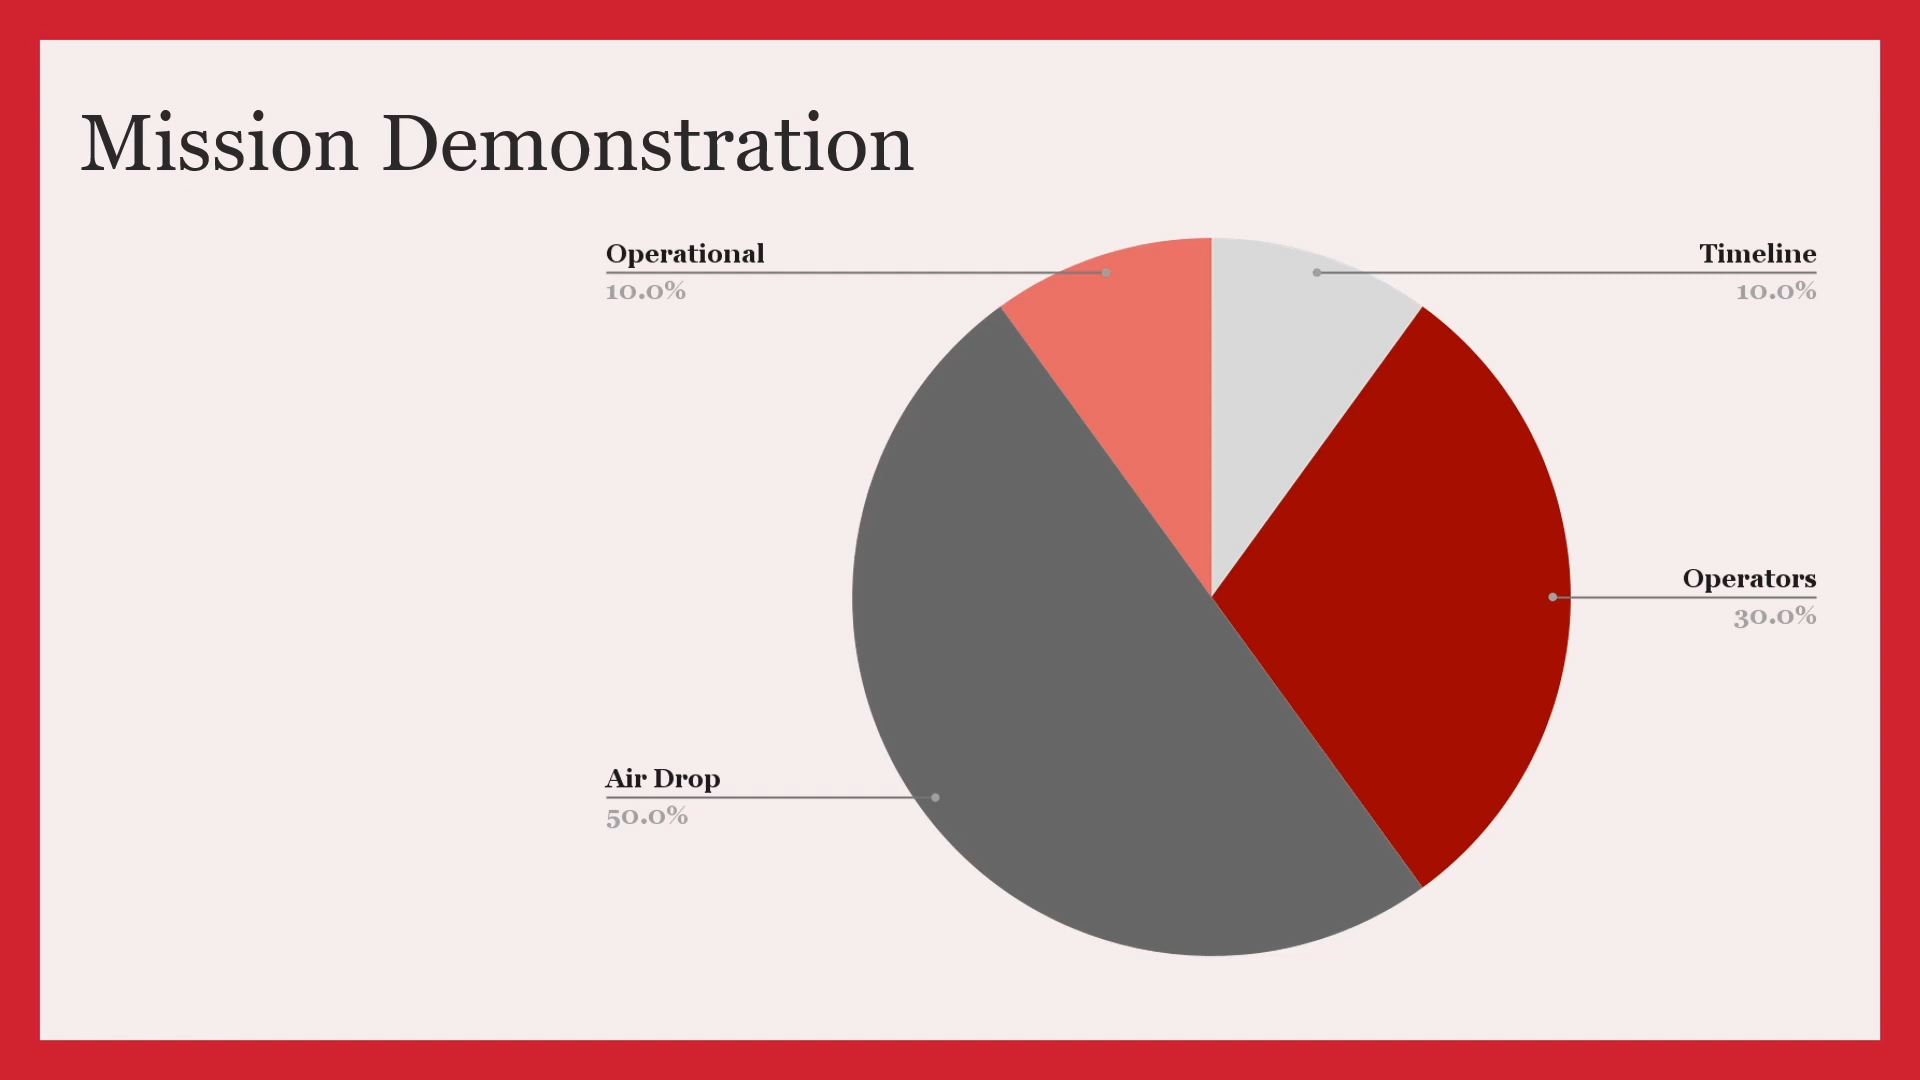 Mission Demonstration
Operational
10.0%
Timeline
10.0%
Operators
30.0%
Air Drop
50.0%